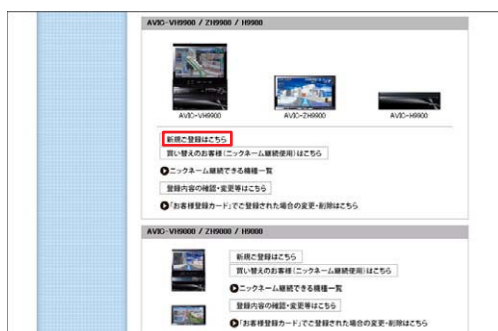 AVIC-VH9900 / ZH9900 / H9900
AVIC-VH9900
AVIC-ZH9900
AVIC-H9900
新規ご登録はこちら
買い替えのお客様(ニックネーム継続使用)はこちら
ニックネーム継続できる機種一覧
登録内容の確認・変更等はこちら
「お客様登録カード」でご登録された場合の変更・削除はこちら
AVIC-VH9000 / ZH9000 / H9000
新規ご登録はこちら
買い替えのお客様(ニックネーム継続使用)はこちら
ニックネーム継続できる機種一覧
登録内容の確認・変更等はこちら
「お客様登録カード」でご登録された場合の変更・削除はこちら